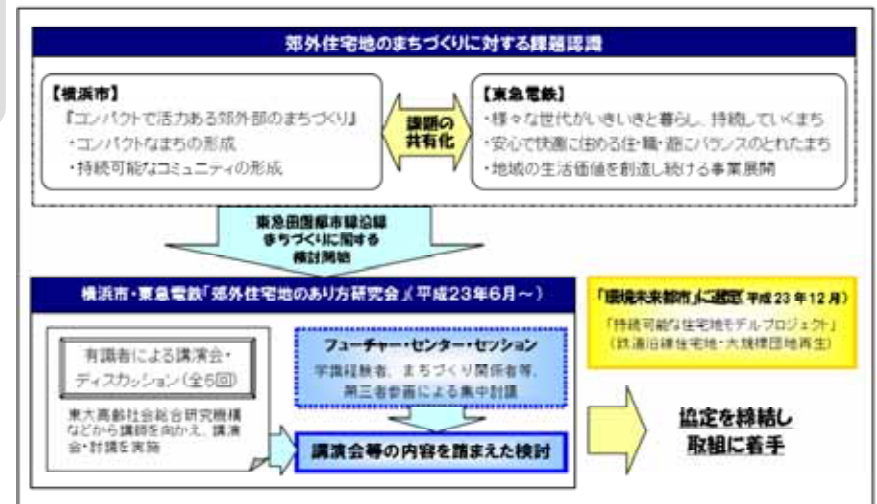 郊外住宅地のまちづくりに対する課題認識
【横浜市】
『コンパクトで活力ある郊外部のまちづくり』
・コンパクトなまちの形成
・持続可能なコミュニティの形成
課題の
共有化
【東急電鉄】
・様々な世代がいきいきと暮らし、持続していくまち
・安心で快適に住める住・職・遊にバランスのとれたまち
・地域の生活価値を創造し続ける事業展開
東急田園都市線沿線
まちづくりに関する
検討開始
横浜市・東急電鉄「郊外住宅地のあり方研究会」(平成23年6月～)
有識者による講演会・
ディスカッション(全6回)
東大高齢社会総合研究機構
などから講師を向かえ、講演
会・討議を実施
フューチャー・センター・セッション
学識経験者、まちづくり関係者等、
第三者参画による集中討議
講演会等の内容を踏まえた検討
「環境未来都市」に選定(平成23年12月)
「持続可能な住宅地モデルプロジェクト」
(鉄道沿線住宅地・大規模団地再生)
協定を締結し
取組に着手